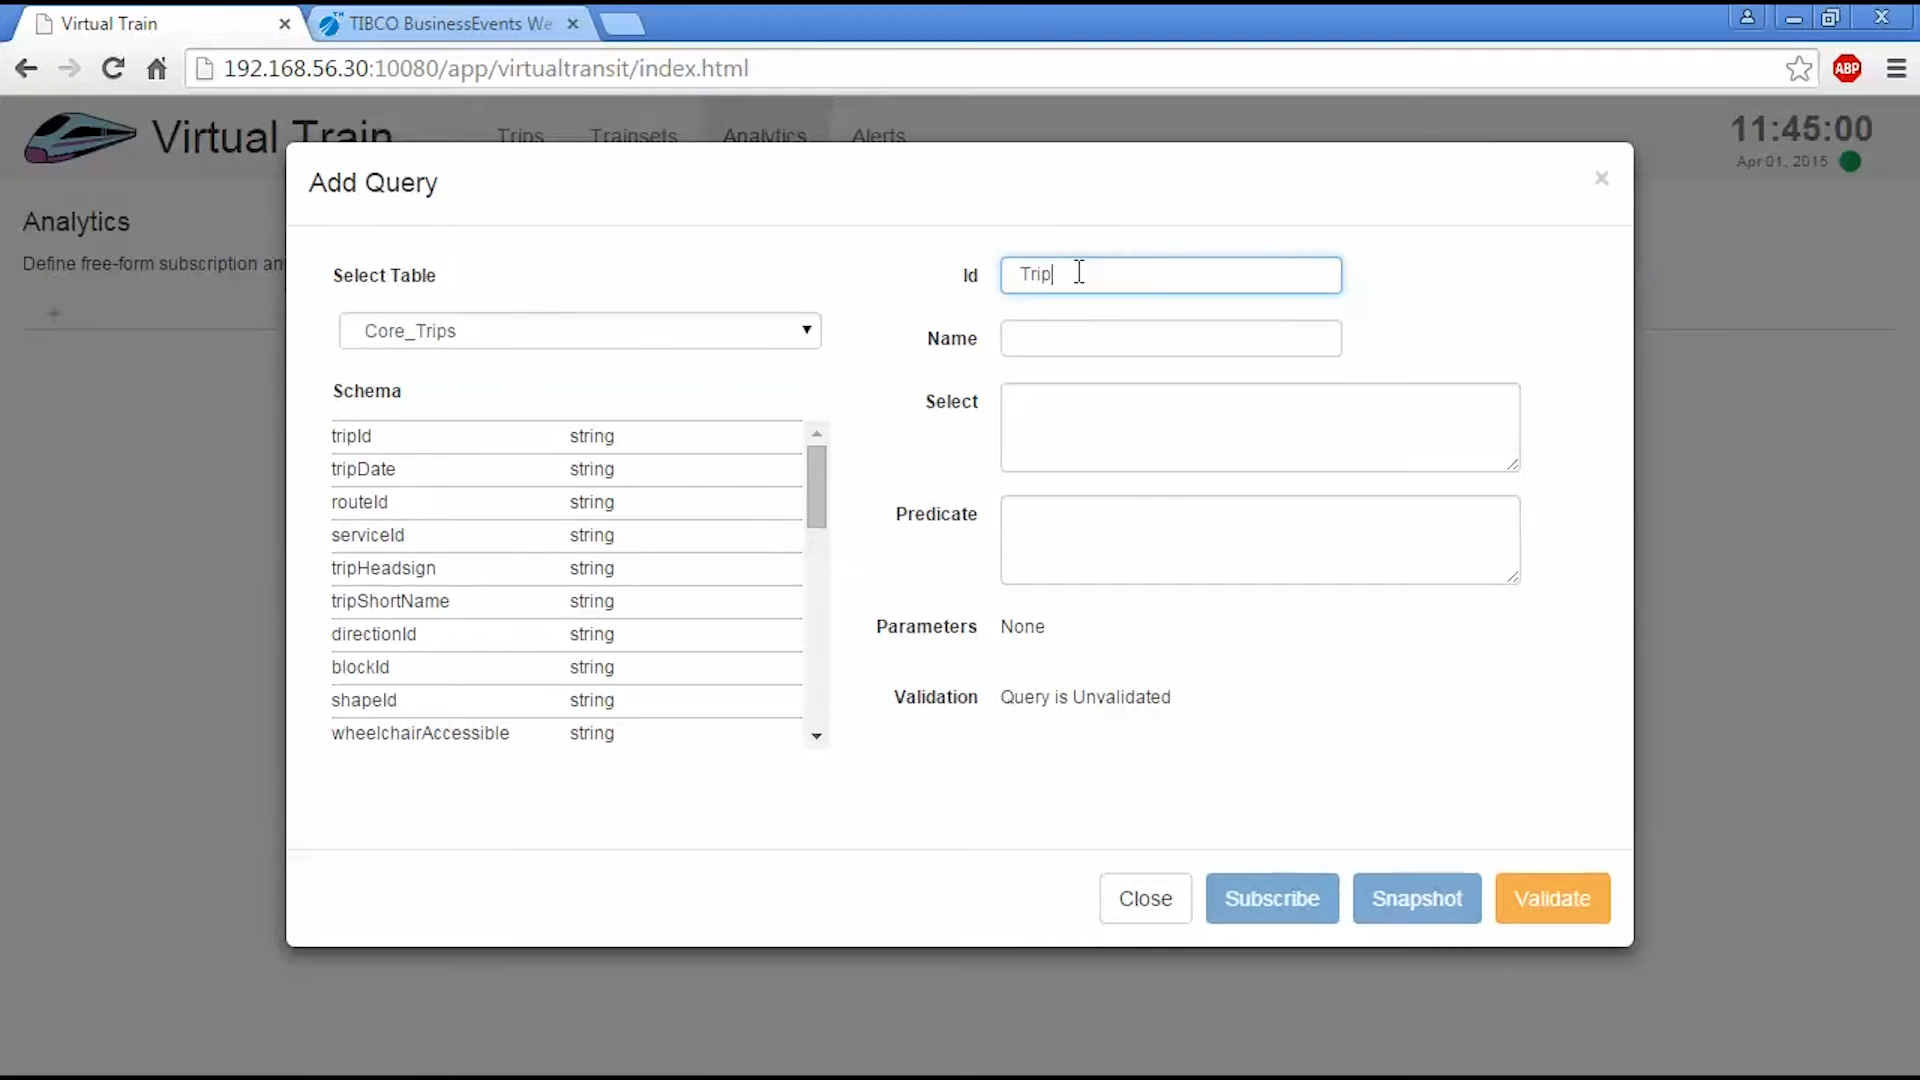 Virtual Train
TIBCO BusinessEvents We
192.168.56.30:10080/app/virtualtransit/index.html
ABP
Virtual Train
Trips Trainsets Analytics Alerts
11:45:00
Apr 01, 2015
Analytics
Define free-form subscription an
+
Add Query
×
Select Table
Core_Trips
Schema
tripId string
tripDate string
routeId string
serviceId string
tripHeadsign string
tripShortName string
directionId string
blockId string
shapeId string
wheelchairAccessible string
Id Trip
Name
Select
Predicate
Parameters None
Validation Query is Unvalidated
Close Subscribe Snapshot Validate